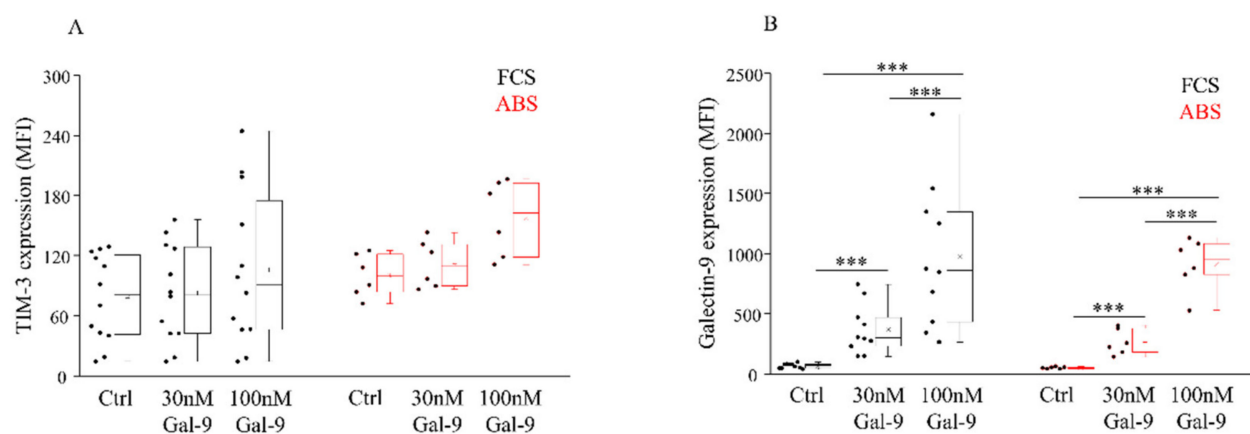 A
TIM-3 expression (MFI)
300
240
180
120
60
0
FCS
ABS
Ctrl 30nM Gal-9 100nM Gal-9 Ctrl 30nM Gal-9 100nM Gal-9
B
Galectin-9 expression (MFI)
2500
2000
1500
1000
500
0
FCS
ABS
***
***
***
***
***
***
Ctrl 30nM Gal-9 100nM Gal-9 Ctrl 30nM Gal-9 100nM Gal-9